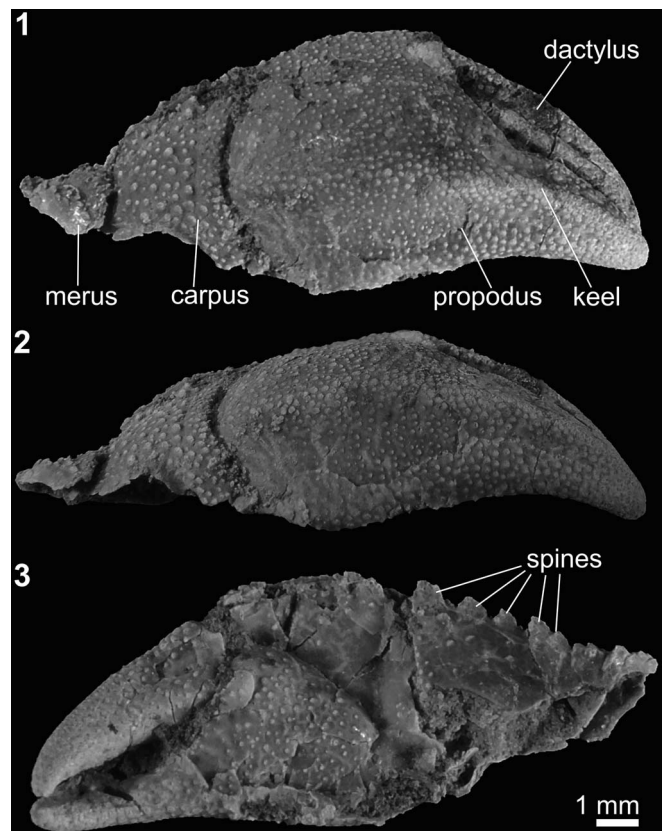 1
dactylus
merus
carpus
propodus
keel
2
3
spines
1 mm